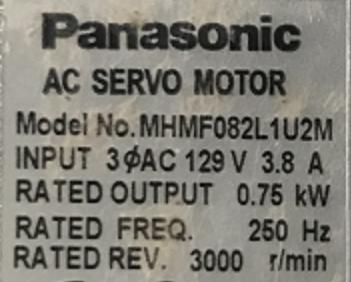 Panasonic
AC SERVO MOTOR
Model No. MHMF082L1U2M
INPUT 3ϕAC 129 V 3.8 A
RATED OUTPUT 0.75 kW
RATED FREQ. 250 Hz
RATED REV. 3000 r/min